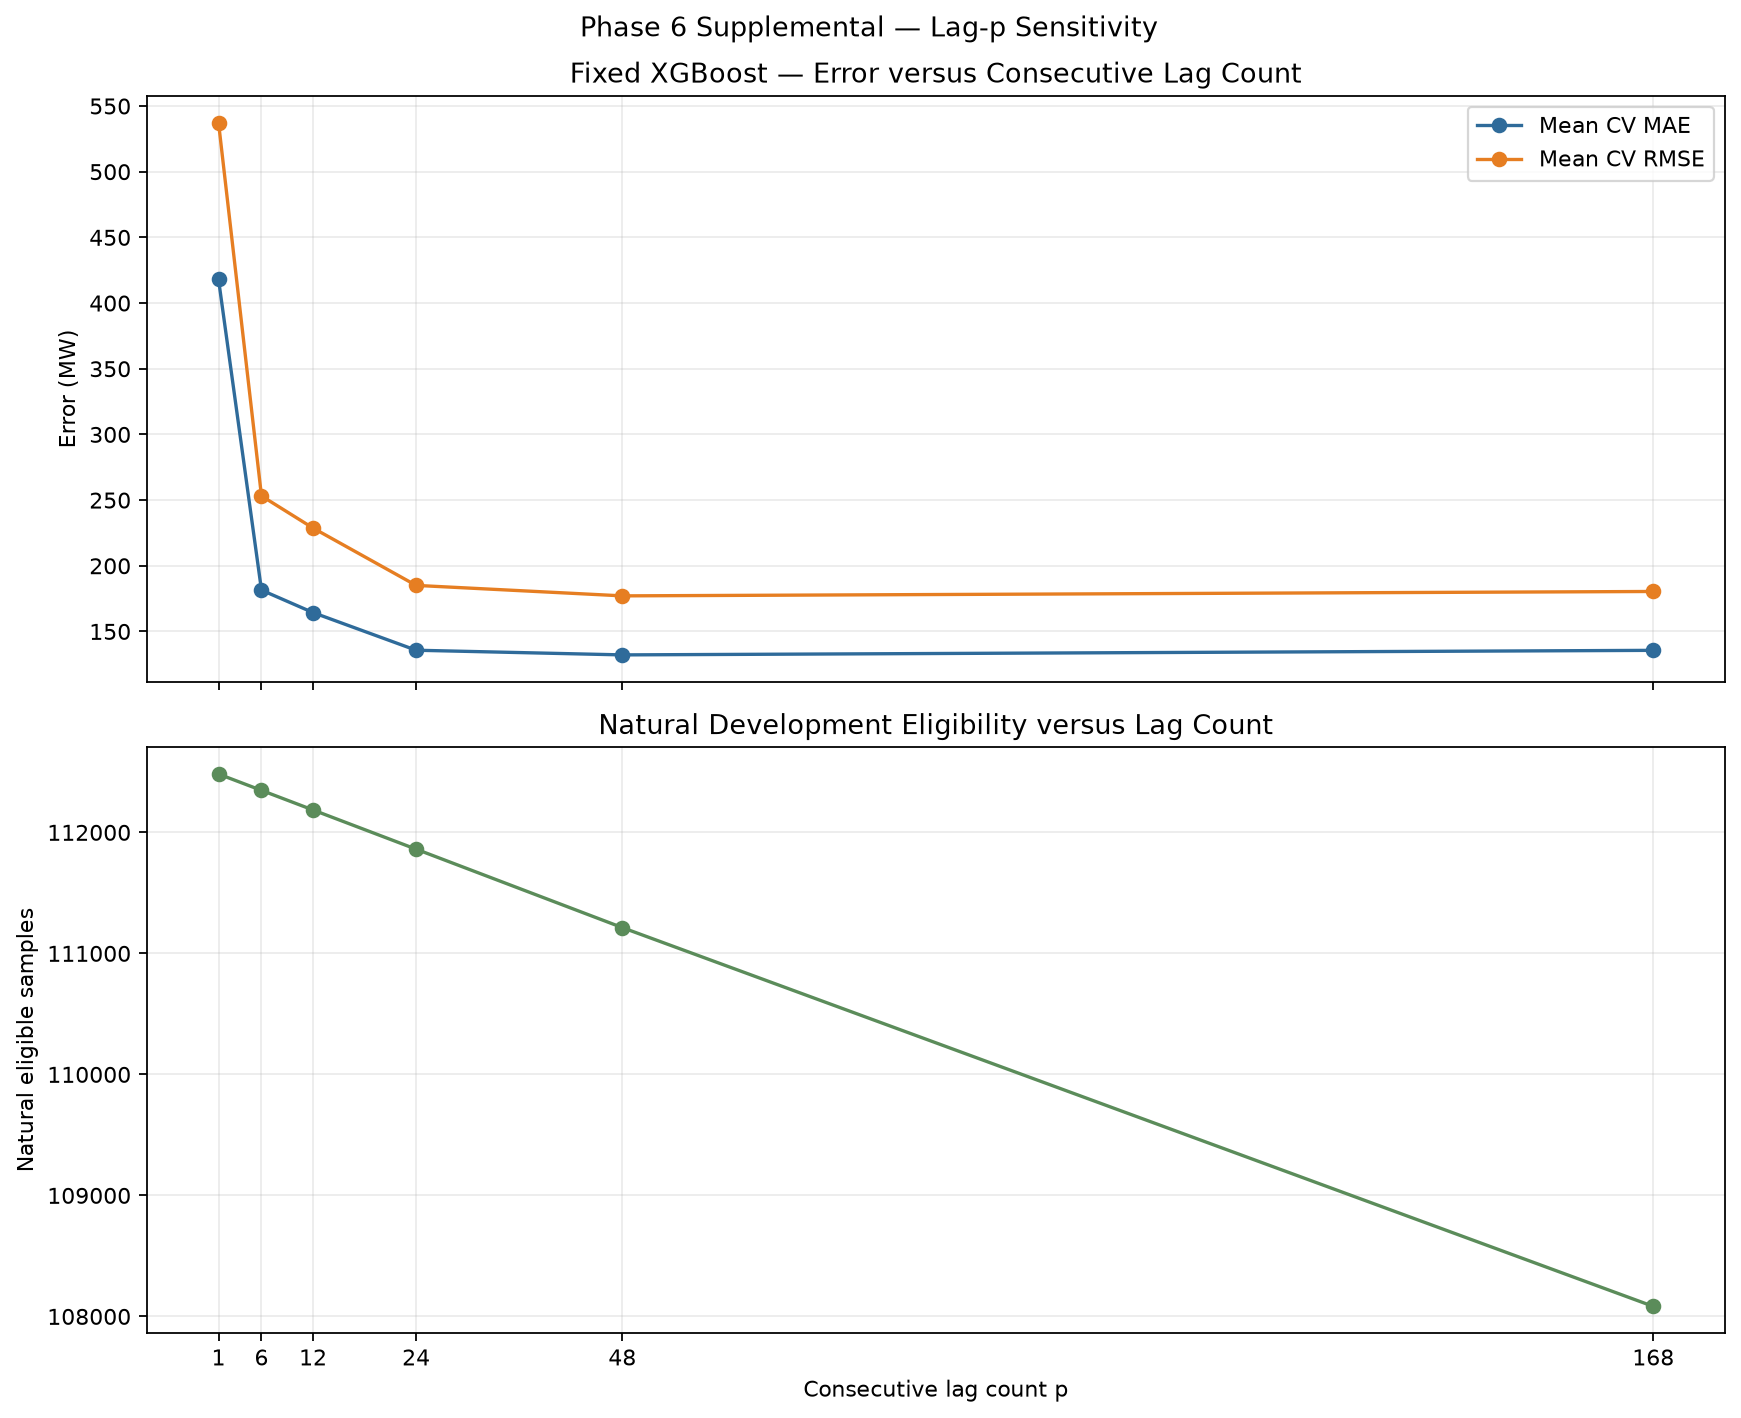 Phase 6 Supplemental — Lag-p Sensitivity
Fixed XGBoost — Error versus Consecutive Lag Count
550
500
450
400
350
300
250
200
150
Error (MW)
Mean CV MAE
Mean CV RMSE
Natural Development Eligibility versus Lag Count
112000
111000
110000
109000
108000
Natural eligible samples
1 6 12 24 48 168
Consecutive lag count p